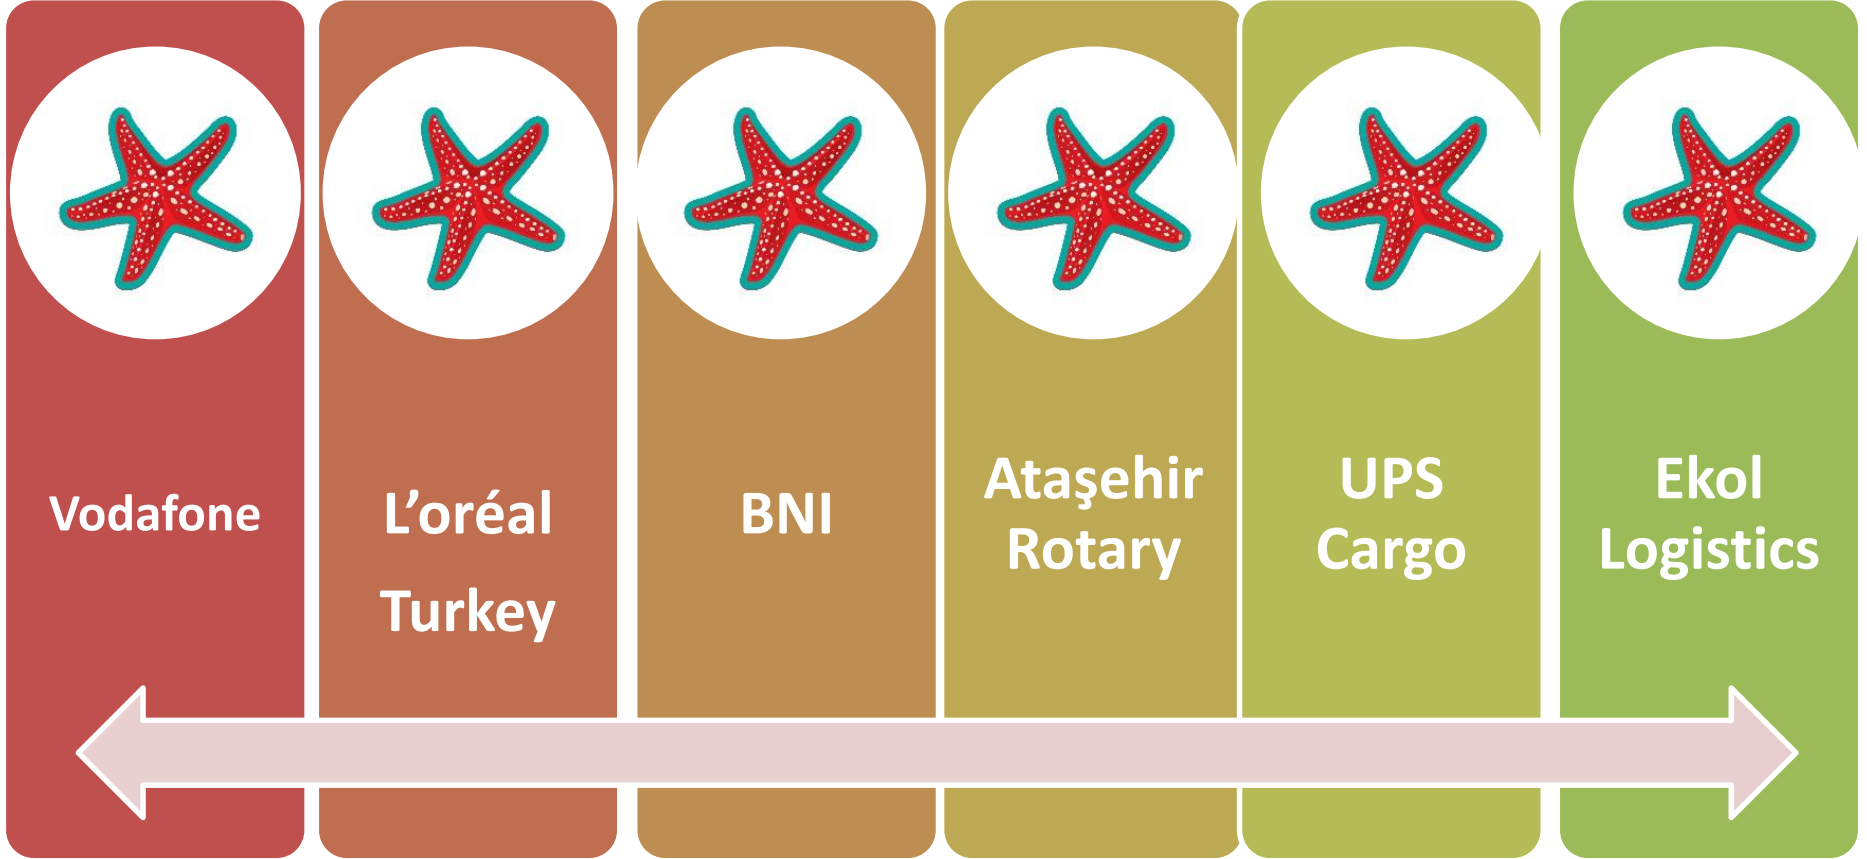 Vodafone
L’oréal
Turkey
BNI
Ataşehir
Rotary
UPS
Cargo
Ekol
Logistics